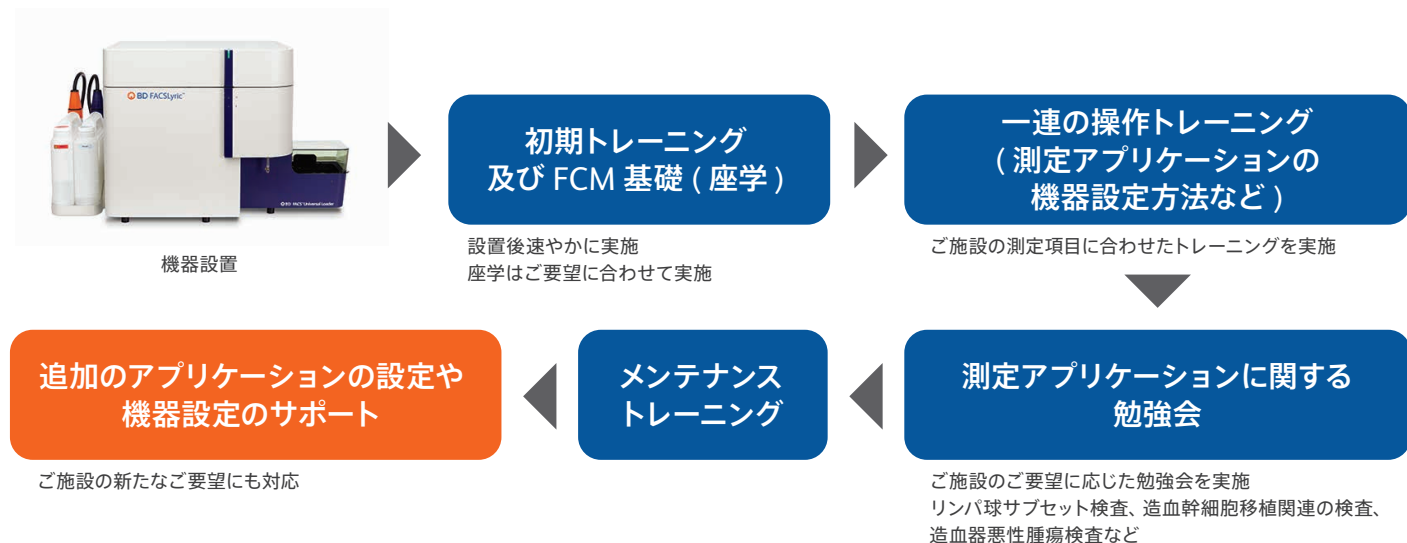 BD FACSLyric™
BD FACS™ Universal Loader
機器設置
初期トレーニング
及び FCM 基礎 ( 座学 )
設置後速やかに実施
座学はご要望に合わせて実施
一連の操作トレーニング
( 測定アプリケーションの
機器設定方法など )
ご施設の測定項目に合わせたトレーニングを実施
測定アプリケーションに関する
勉強会
ご施設のご要望に応じた勉強会を実施
リンパ球サブセット検査、造血幹細胞移植関連の検査、
造血器悪性腫瘍検査など
メンテナンス
トレーニング
追加のアプリケーションの設定や
機器設定のサポート
ご施設の新たなご要望にも対応